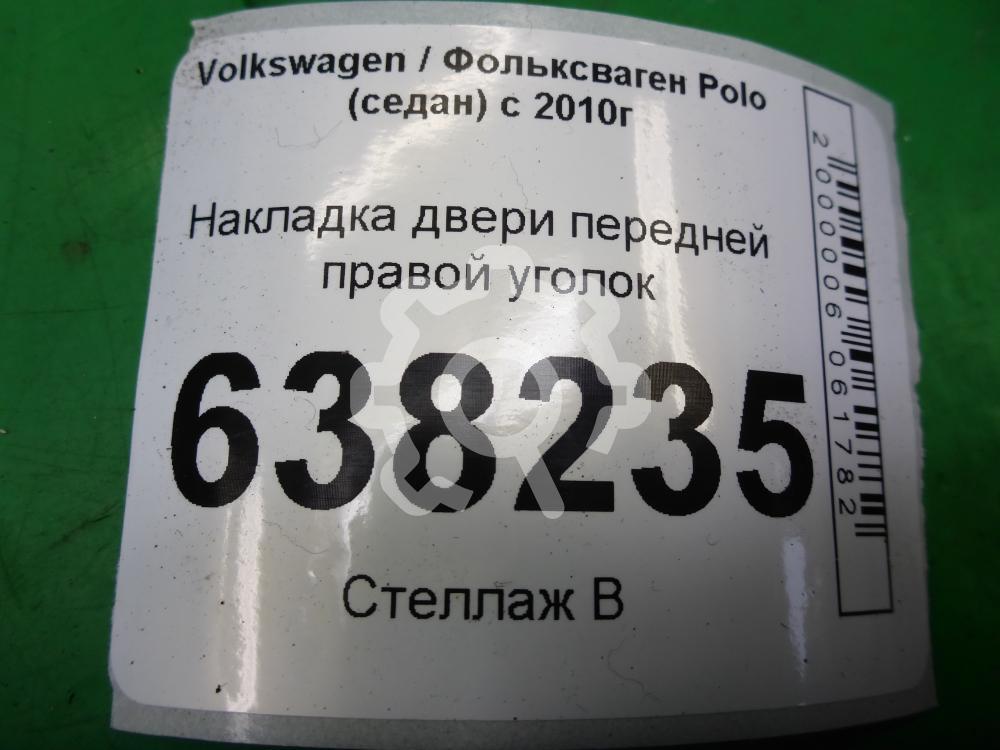 Volkswagen / Фольксваген Polo
(седан) с 2010г
Накладка двери передней
правой уголок
638235
Стеллаж В
2000006061782